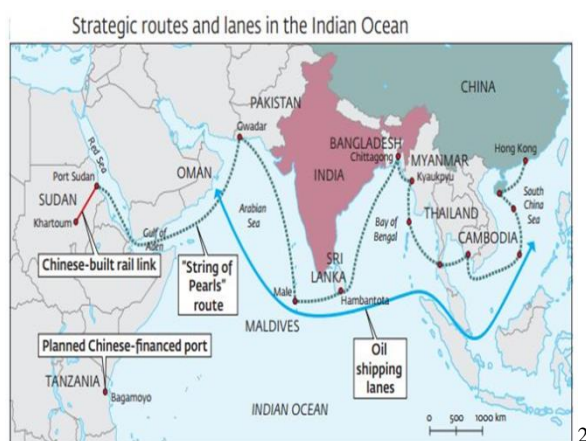 Strategic routes and lanes in the Indian Ocean
CHINA
PAKISTAN
Gwadar
BANGLADESH
Chittagong
Hong Kong
Red Sea
Port Sudan
OMAN
INDIA
MYANMAR
Kyaukpyu
SUDAN
Khartoum
Arabian
Sea
Bay of
Bengal
THAILAND
South
China
Sea
Gulf of
Aden
CAMBODIA
Chinese-built rail link
"String of
Pearls"
route
SRI
LANKA
Male
Hambantota
MALDIVES
Planned Chinese-financed port
Oil
shipping
lanes
TANZANIA
Bagamoyo
INDIAN OCEAN
0 500 1000 km
2